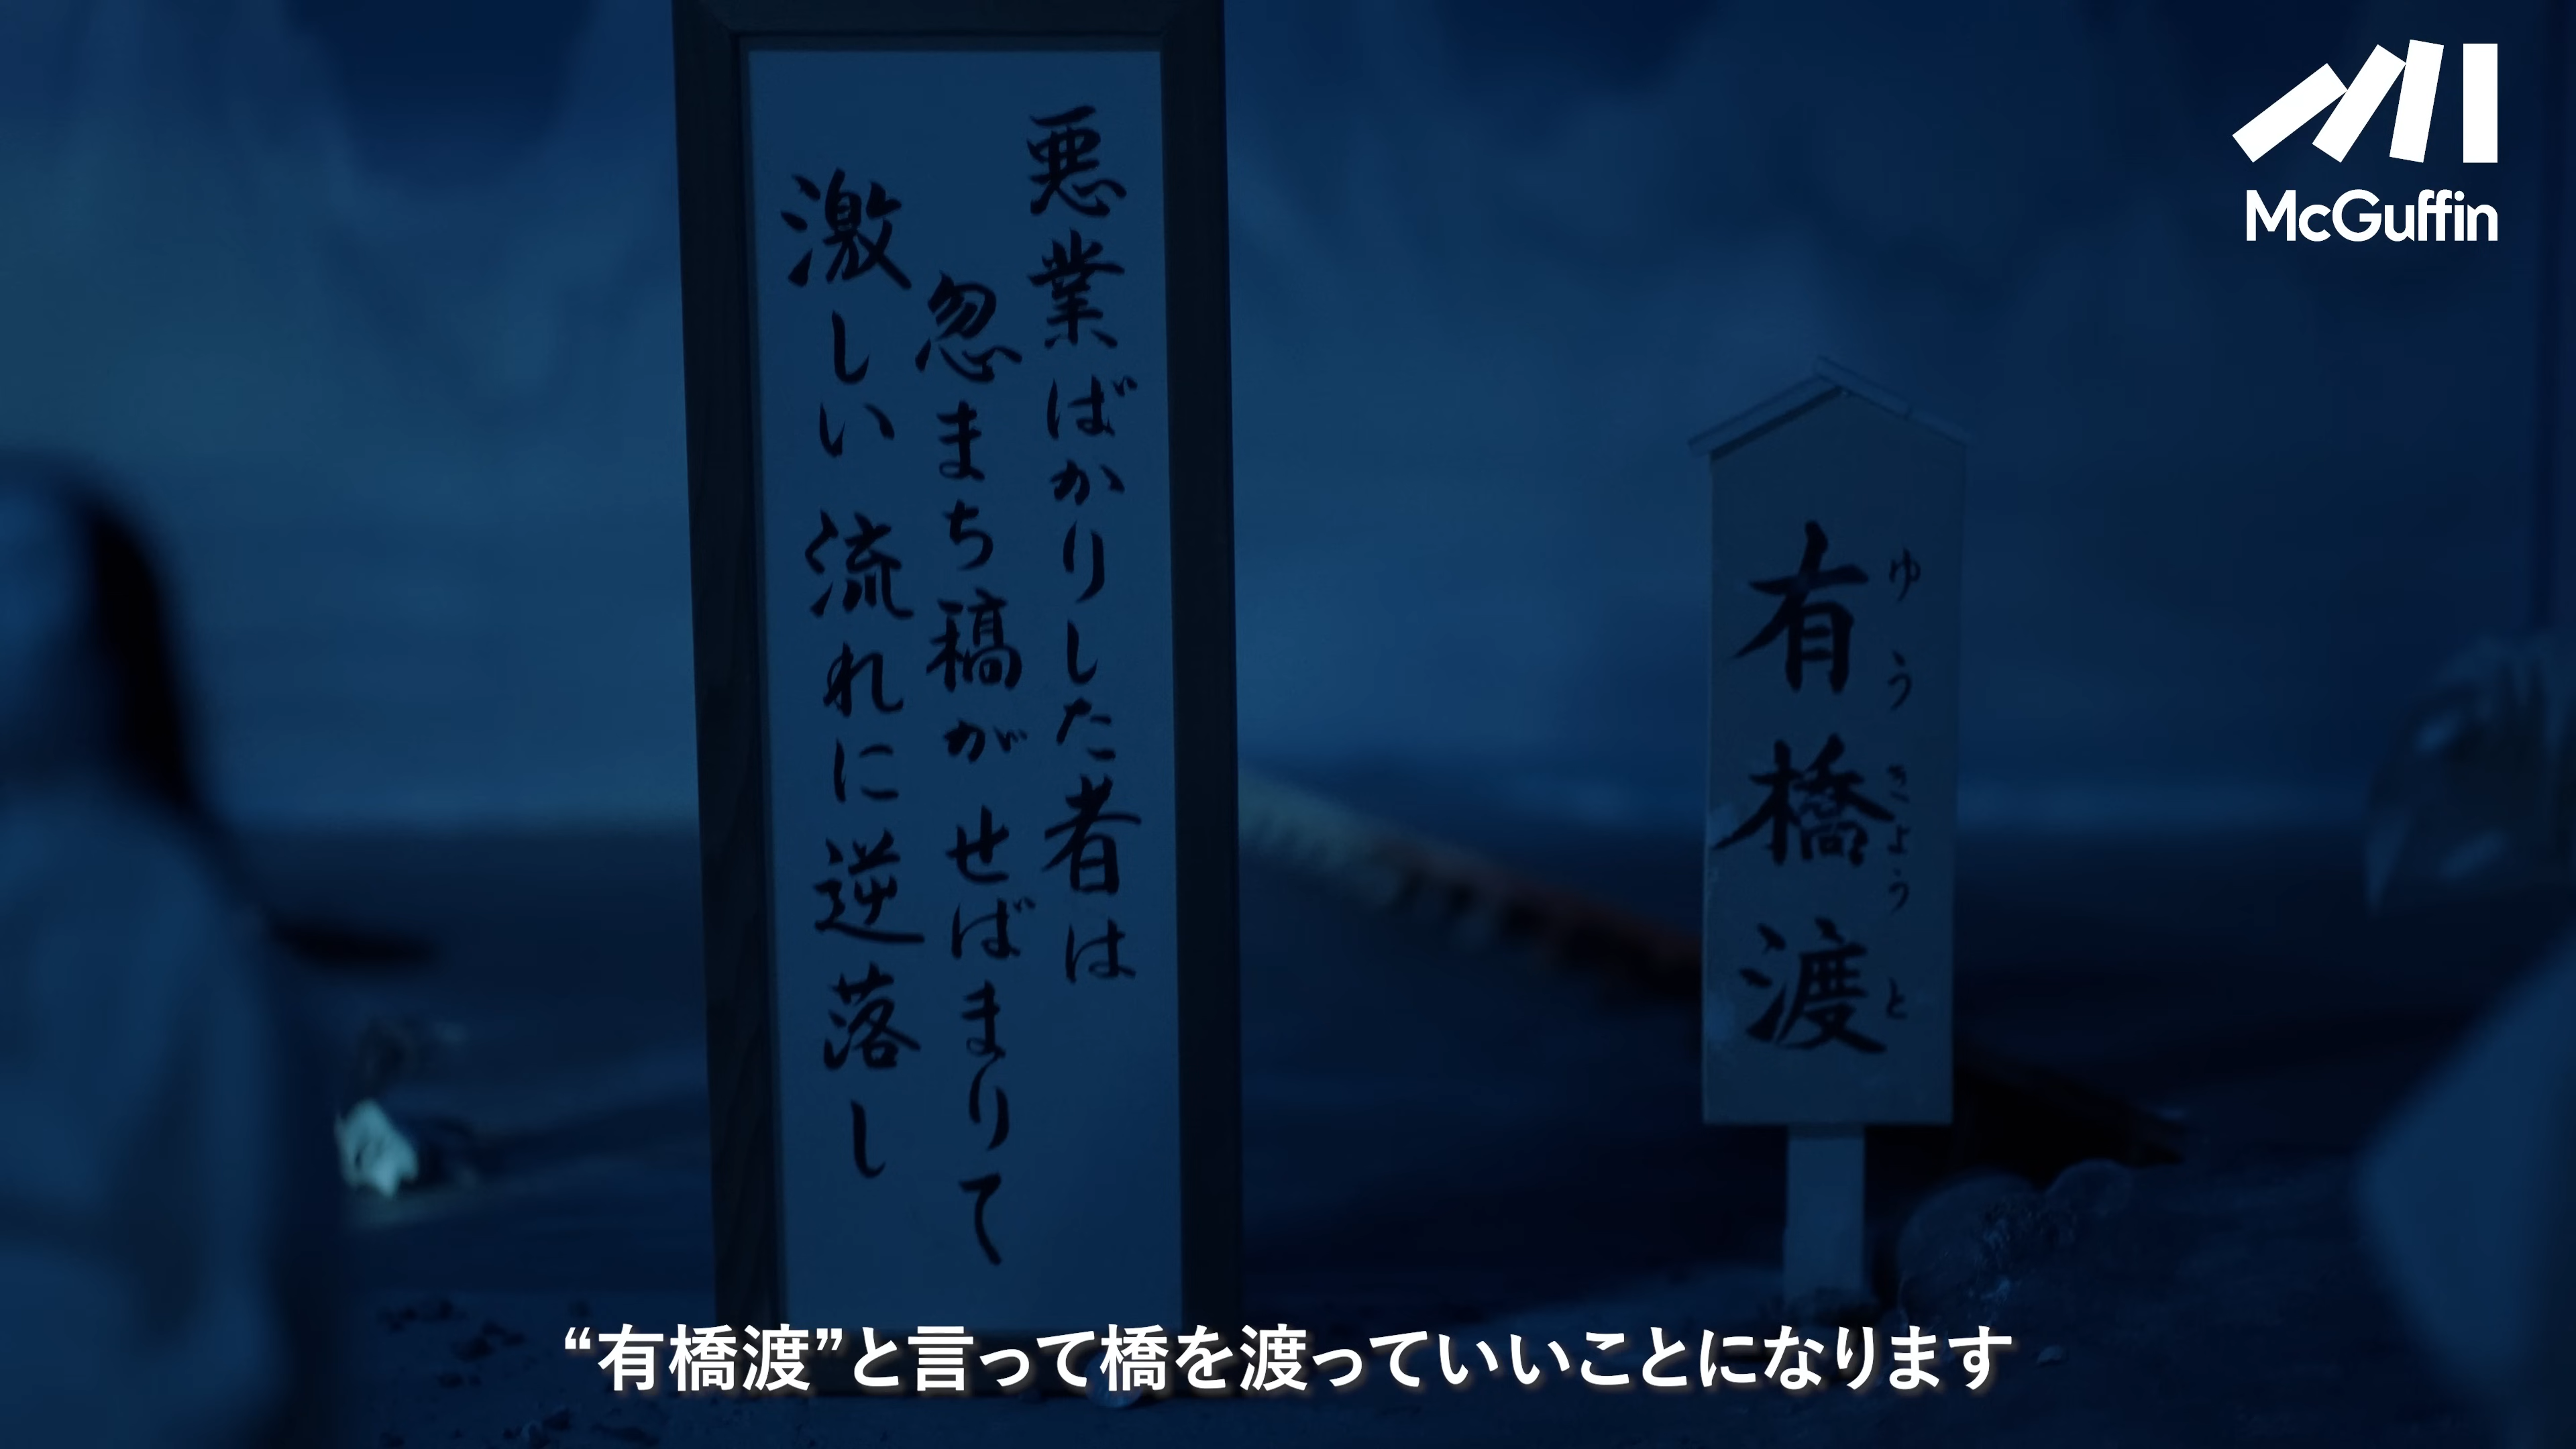 McGuffin
悪業ばかりした者は
忽まち稿がせばまりて
激しい流れに逆落し
有橋渡
ゆうきょうと
“有橋渡”と言って橋を渡っていいことになります